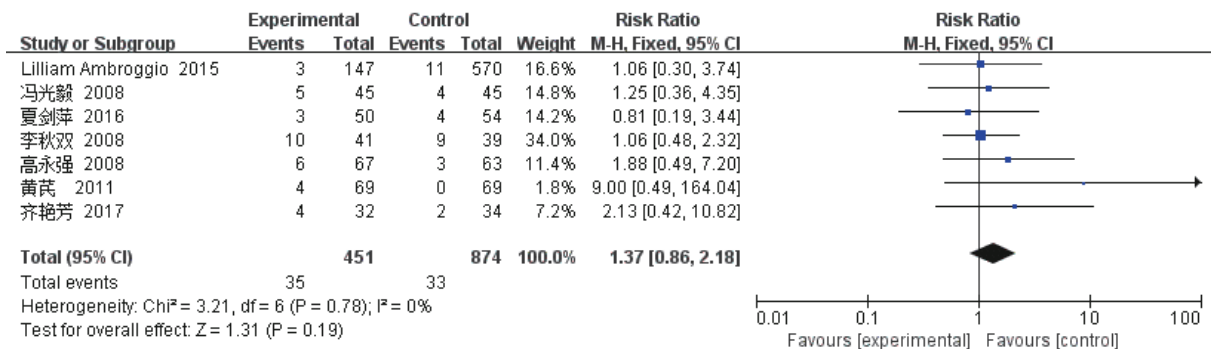 Experimental Control Risk Ratio Risk Ratio
Study or Subgroup Events Total Events Total Weight M-H, Fixed, 95% CI M-H, Fixed, 95% CI
Lilliam Ambroggio 2015 3 147 11 570 16.6% 1.06 [0.30, 3.74]
冯光毅 2008 5 45 4 45 14.8% 1.25 [0.36, 4.35]
夏剑萍 2016 3 50 4 54 14.2% 0.81 [0.19, 3.44]
李秋双 2008 10 41 9 39 34.0% 1.06 [0.48, 2.32]
高永强 2008 6 67 3 63 11.4% 1.88 [0.49, 7.20]
黄芪 2011 4 69 0 69 1.8% 9.00 [0.49, 164.04]
齐艳芳 2017 4 32 2 34 7.2% 2.13 [0.42, 10.82]
Total (95% CI) 451 874 100.0% 1.37 [0.86, 2.18]
Total events 35 33
Heterogeneity: Chi² = 3.21, df = 6 (P = 0.78); I² = 0%
Test for overall effect: Z = 1.31 (P = 0.19)
0.01 0.1 1 10 100
Favours [experimental] Favours [control]